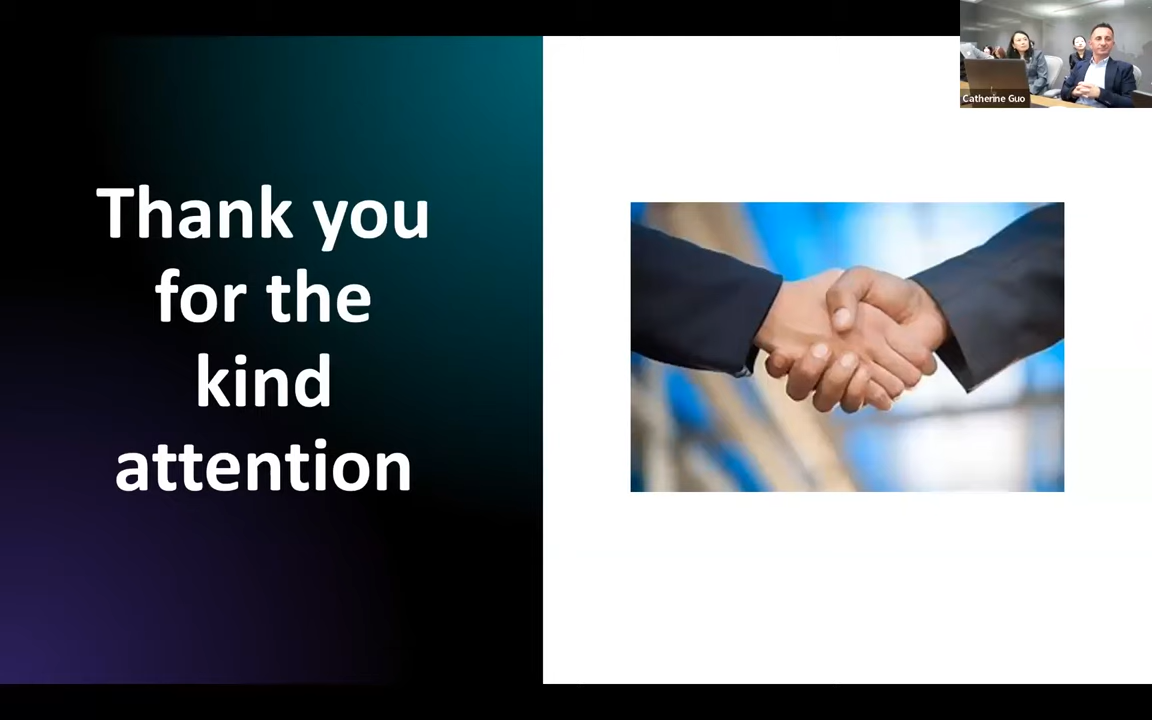 Thank you
for the
kind
attention
Catherine Guo